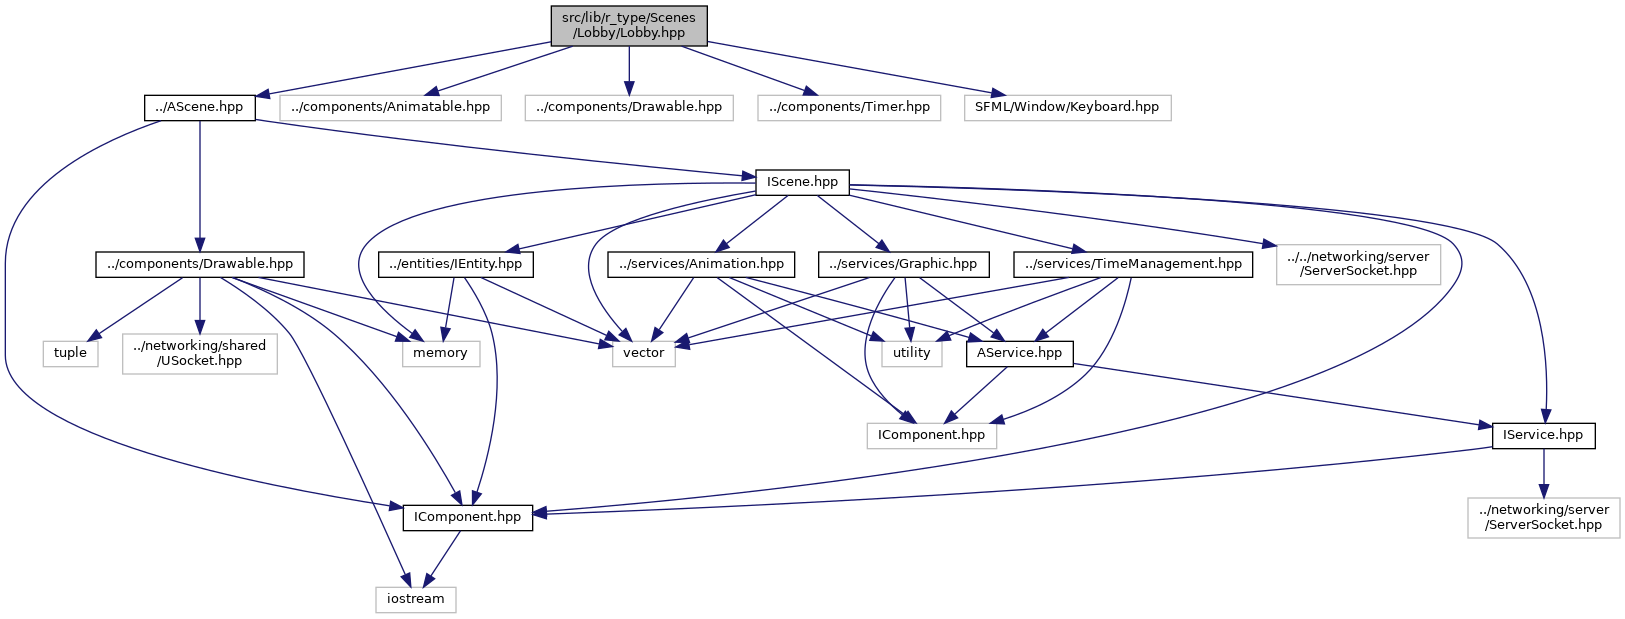 src/lib/r_type/Scenes
/Lobby/Lobby.hpp
../AScene.hpp
../components/Animatable.hpp
../components/Drawable.hpp
../components/Timer.hpp
SFML/Window/Keyboard.hpp
IScene.hpp
../components/Drawable.hpp
../entities/IEntity.hpp
../services/Animation.hpp
../services/Graphic.hpp
../services/TimeManagement.hpp
../../networking/server
/ServerSocket.hpp
tuple
../networking/shared
/USocket.hpp
memory
vector
utility
AService.hpp
IComponent.hpp
IService.hpp
IComponent.hpp
../networking/server
/ServerSocket.hpp
iostream